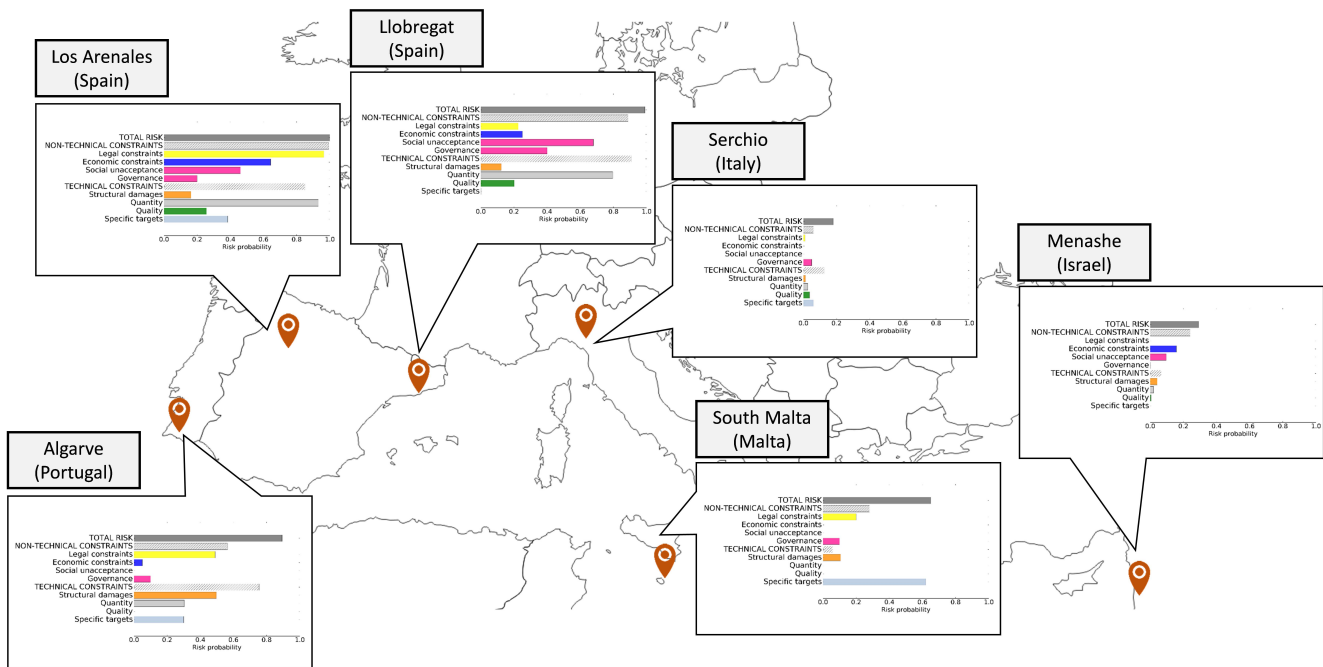 Los Arenales
(Spain)
TOTAL RISK
NON-TECHNICAL CONSTRAINTS
Legal constraints
Economic constraints
Social unacceptance
Governance
TECHNICAL CONSTRAINTS
Structural damages
Quantity
Quality
Specific targets
0.0 0.2 0.4 0.6 0.8 1.0
Risk probability
Llobregat
(Spain)
TOTAL RISK
NON-TECHNICAL CONSTRAINTS
Legal constraints
Economic constraints
Social unacceptance
Governance
TECHNICAL CONSTRAINTS
Structural damages
Quantity
Quality
Specific targets
0.0 0.2 0.4 0.6 0.8 1.0
Risk probability
Serchio
(Italy)
TOTAL RISK
NON-TECHNICAL CONSTRAINTS
Legal constraints
Economic constraints
Social unacceptance
Governance
TECHNICAL CONSTRAINTS
Structural damages
Quantity
Quality
Specific targets
0.0 0.2 0.4 0.6 0.8 1.0
Risk probability
Menashe
(Israel)
TOTAL RISK
NON-TECHNICAL CONSTRAINTS
Legal constraints
Economic constraints
Social unacceptance
Governance
TECHNICAL CONSTRAINTS
Structural damages
Quantity
Quality
Specific targets
0.0 0.2 0.4 0.6 0.8 1.0
Risk probability
Algarve
(Portugal)
TOTAL RISK
NON-TECHNICAL CONSTRAINTS
Legal constraints
Economic constraints
Social unacceptance
Governance
TECHNICAL CONSTRAINTS
Structural damages
Quantity
Quality
Specific targets
0.0 0.2 0.4 0.6 0.8 1.0
Risk probability
South Malta
(Malta)
TOTAL RISK
NON-TECHNICAL CONSTRAINTS
Legal constraints
Economic constraints
Social unacceptance
Governance
TECHNICAL CONSTRAINTS
Structural damages
Quantity
Quality
Specific targets
0.0 0.2 0.4 0.6 0.8 1.0
Risk probability